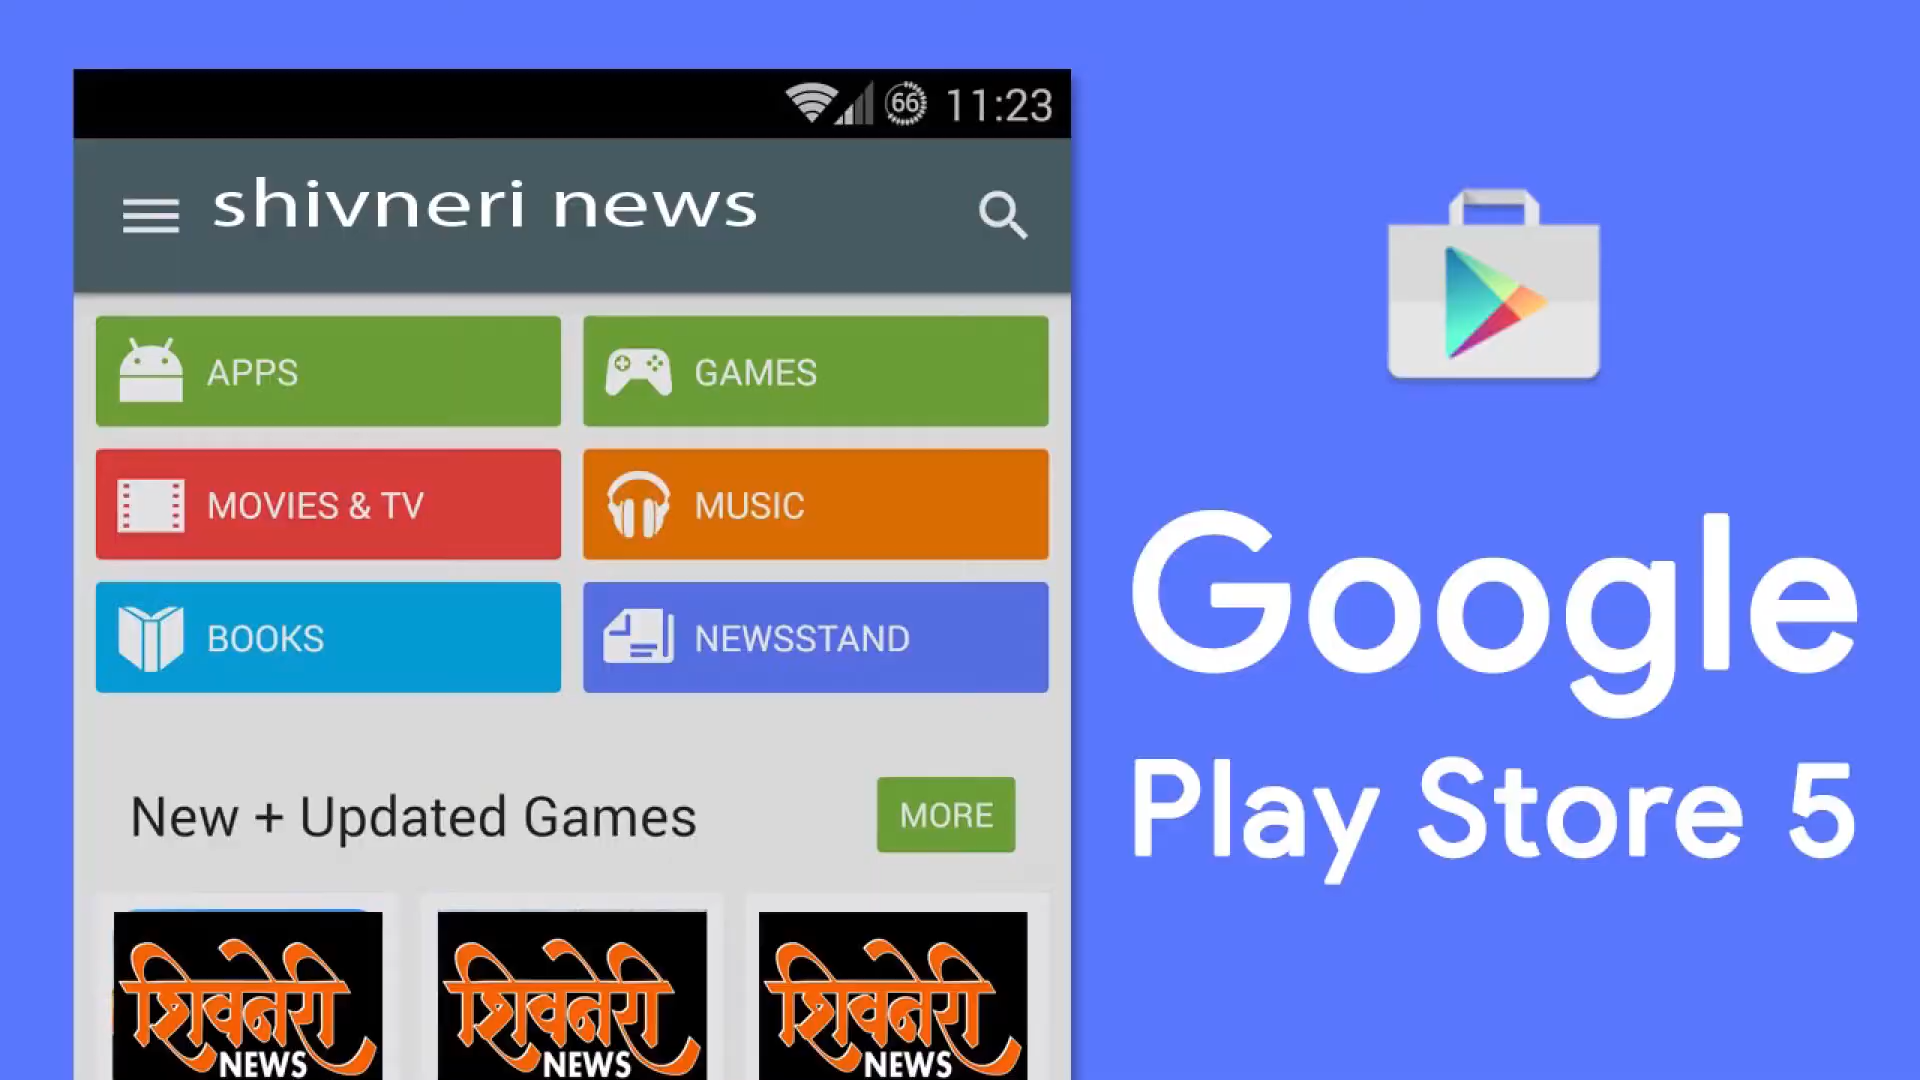 66 11:23
shivneri news
APPS
GAMES
MOVIES & TV
MUSIC
BOOKS
NEWSSTAND
New + Updated Games
MORE
शिवनेरी
NEWS
शिवनेरी
NEWS
शिवनेरी
NEWS
Google
Play Store 5